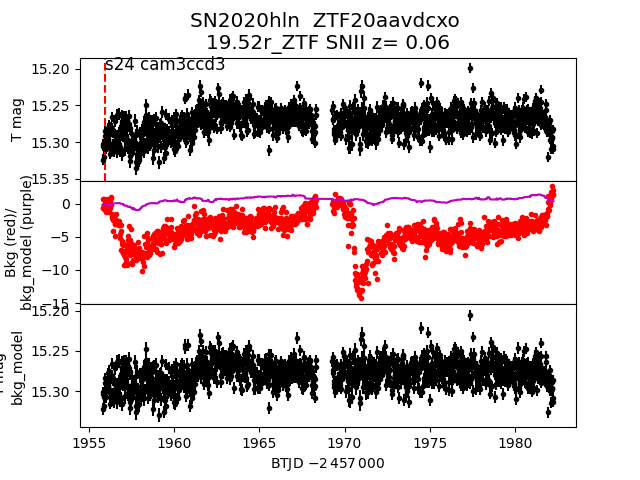 SN2020hln  ZTF20aavdcxo
19.52r_ZTF SNII z= 0.06
s24 cam3ccd3
T mag
15.20
15.25
15.30
15.35
Bkg (red)/
bkg_model (purple)
0
−5
−10
−15
bkg_model
15.20
15.25
15.30
1955 1960 1965 1970 1975 1980
BTJD −2 457 000